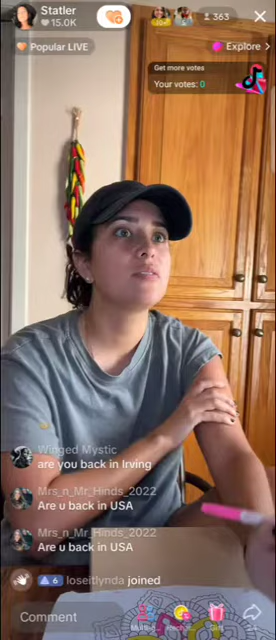 Statler
15.0K
363
Popular LIVE
Explore >
Get more votes
Your votes: 0
Winged Mystic
are you back in Irving
Mrs_n_Mr_Hinds_2022
Are u back in USA
Mrs_n_Mr_Hinds_2022
Are u back in USA
6 loseitlynda joined
Comment
Gift